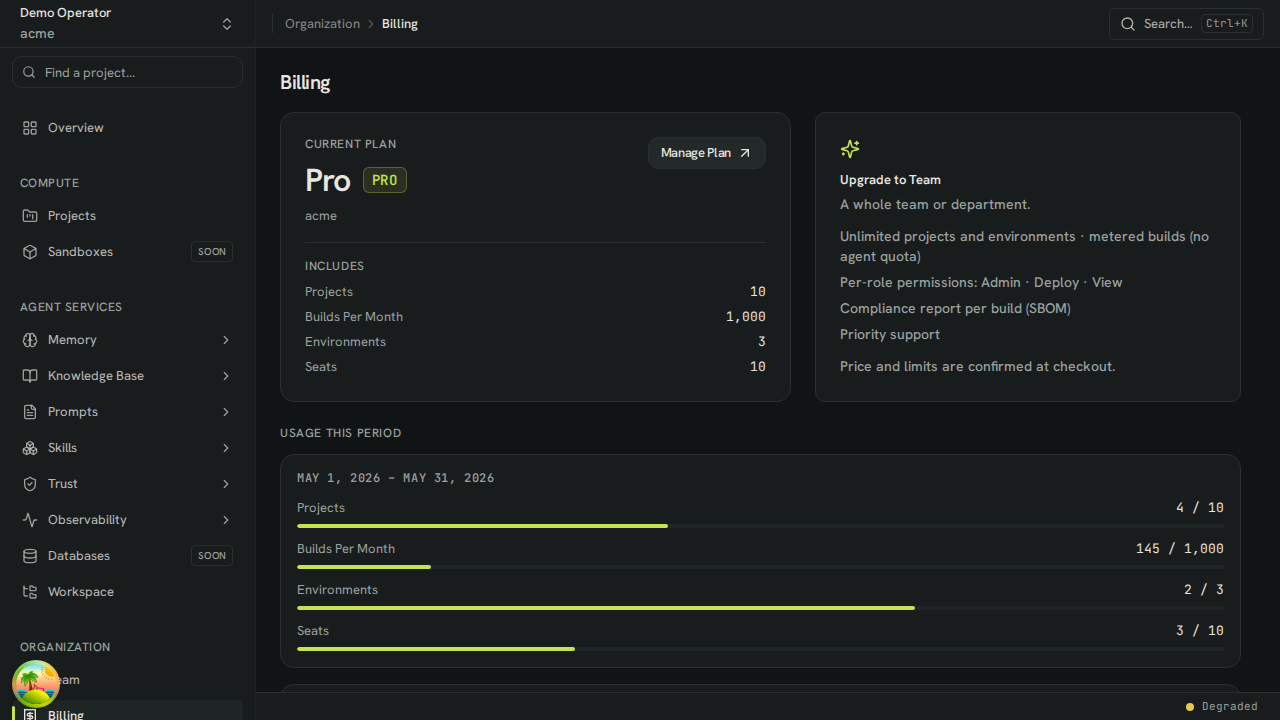 Demo Operator
acme
Find a project...
Overview
COMPUTE
Projects
Sandboxes SOON
AGENT SERVICES
Memory
Knowledge Base
Prompts
Skills
Trust
Observability
Databases SOON
Workspace
ORGANIZATION
eam
Billing
Organization Billing
Search... Ctrl+K
Billing
CURRENT PLAN
Manage Plan
Pro PRO
acme
INCLUDES
Projects 10
Builds Per Month 1,000
Environments 3
Seats 10
Upgrade to Team
A whole team or department.
Unlimited projects and environments · metered builds (no
agent quota)
Per-role permissions: Admin · Deploy · View
Compliance report per build (SBOM)
Priority support
Price and limits are confirmed at checkout.
USAGE THIS PERIOD
MAY 1, 2026 – MAY 31, 2026
Projects 4 / 10
Builds Per Month 145 / 1,000
Environments 2 / 3
Seats 3 / 10
Degraded